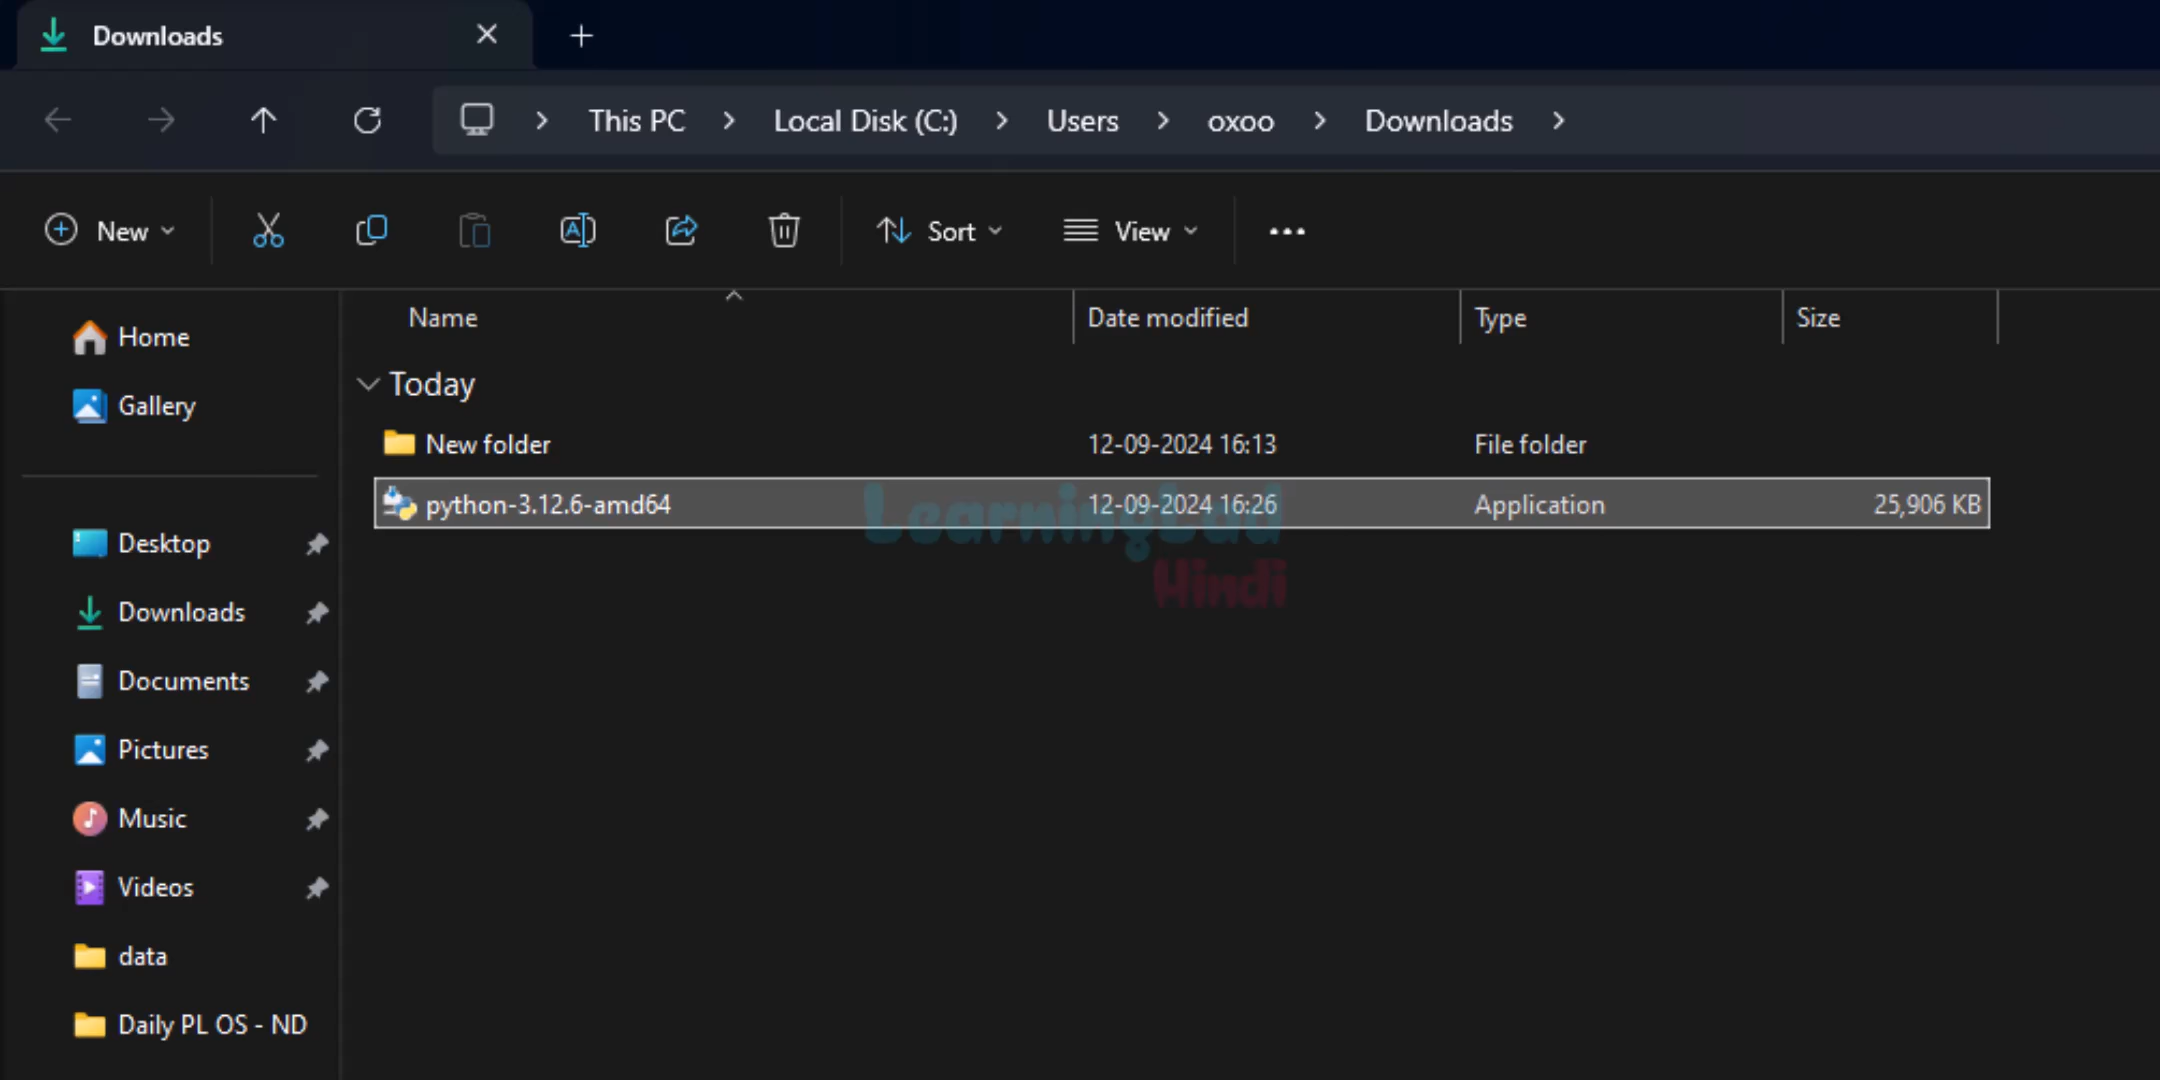 Downloads
This PC > Local Disk (C:) > Users > oxoo > Downloads >
New Sort View
Name Date modified Type Size
Home
Gallery
Desktop
Downloads
Documents
Pictures
Music
Videos
data
Daily PL OS - ND
Today
New folder 12-09-2024 16:13 File folder
python-3.12.6-amd64 12-09-2024 16:26 Application 25,906 KB
LearningLad
Hindi